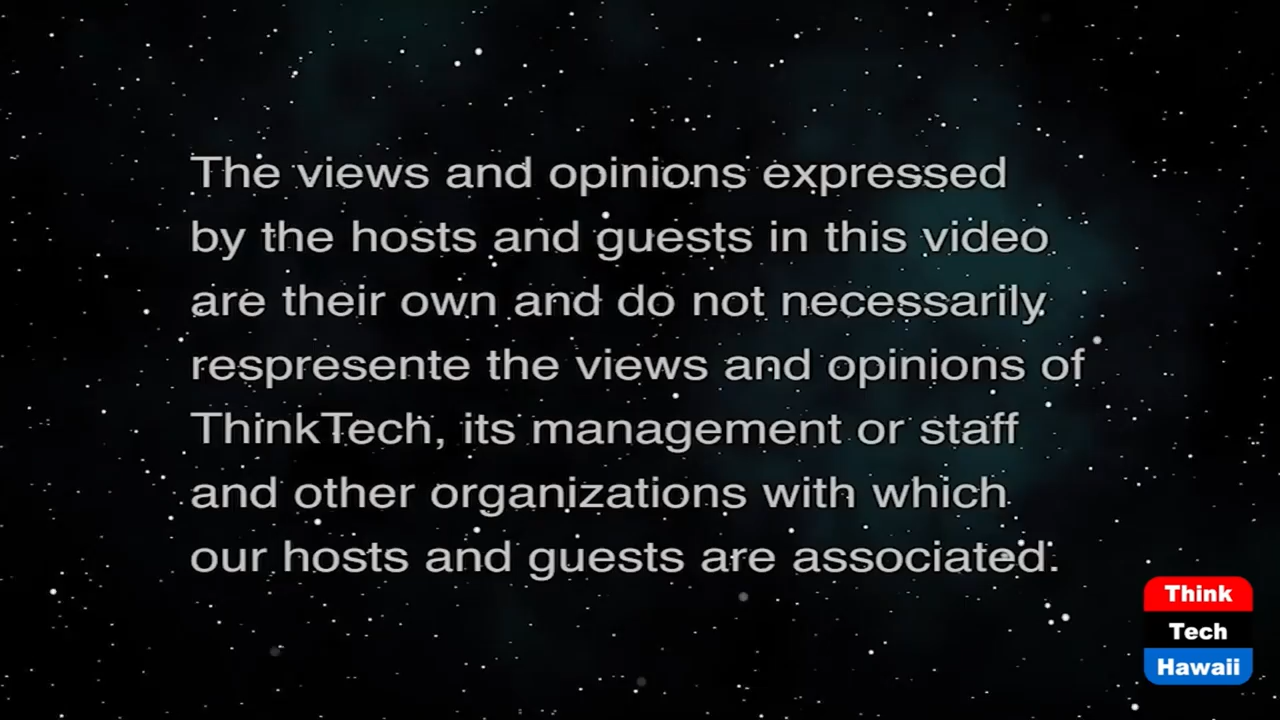 The views and opinions expressed
by the hosts and guests in this video
are their own and do not necessarily
respresente the views and opinions of
ThinkTech, its management or staff
and other organizations with which
our hosts and guests are associated.
Think
Tech
Hawaii